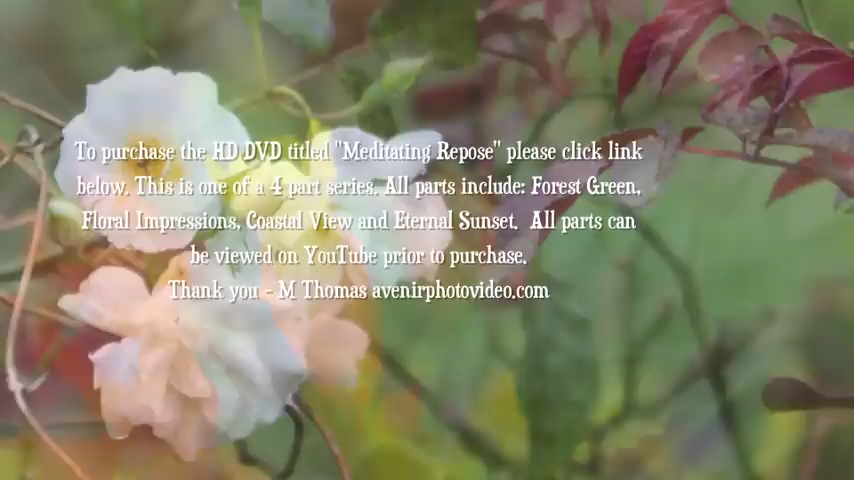 To purchase the HD DVD titled "Meditating Repose" please click link
below. This is one of a 4 part series. All parts include: Forest Green,
Floral Impressions, Coastal View and Eternal Sunset. All parts can
be viewed on YouTube prior to purchase.
Thank you - M Thomas avenirphotovideo.com